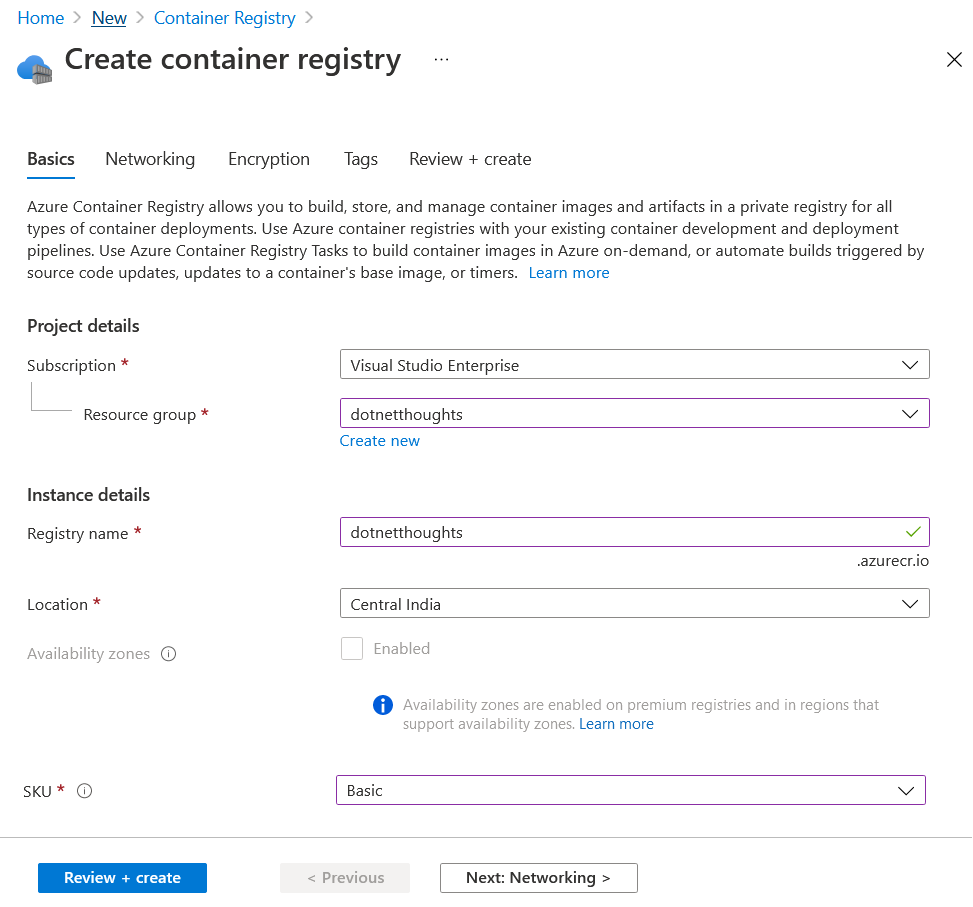 Home > New > Container Registry >
Create container registry ...
Basics Networking Encryption Tags Review + create
Azure Container Registry allows you to build, store, and manage container images and artifacts in a private registry for all
types of container deployments. Use Azure container registries with your existing container development and deployment
pipelines. Use Azure Container Registry Tasks to build container images in Azure on-demand, or automate builds triggered by
source code updates, updates to a container's base image, or timers. Learn more
Project details
Subscription * Visual Studio Enterprise
Resource group * dotnetthoughts
Create new
Instance details
Registry name * dotnetthoughts
.azurecr.io
Location * Central India
Availability zones Enabled
Availability zones are enabled on premium registries and in regions that
support availability zones. Learn more
SKU * Basic
Review + create < Previous Next: Networking >